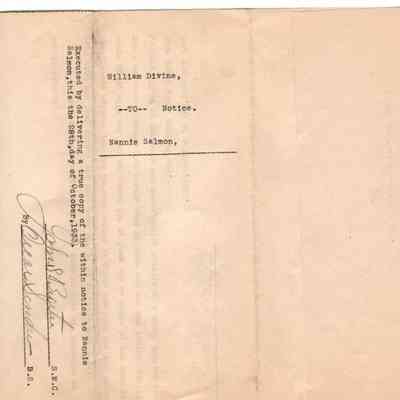 William Divine,
--TO-- Notice.
Nannie Salmon,
Executed by delivering a true copy of the within notice to Nannie
Salmon,this the 28th,day of October,1933.
S.W.C.
By D.S.